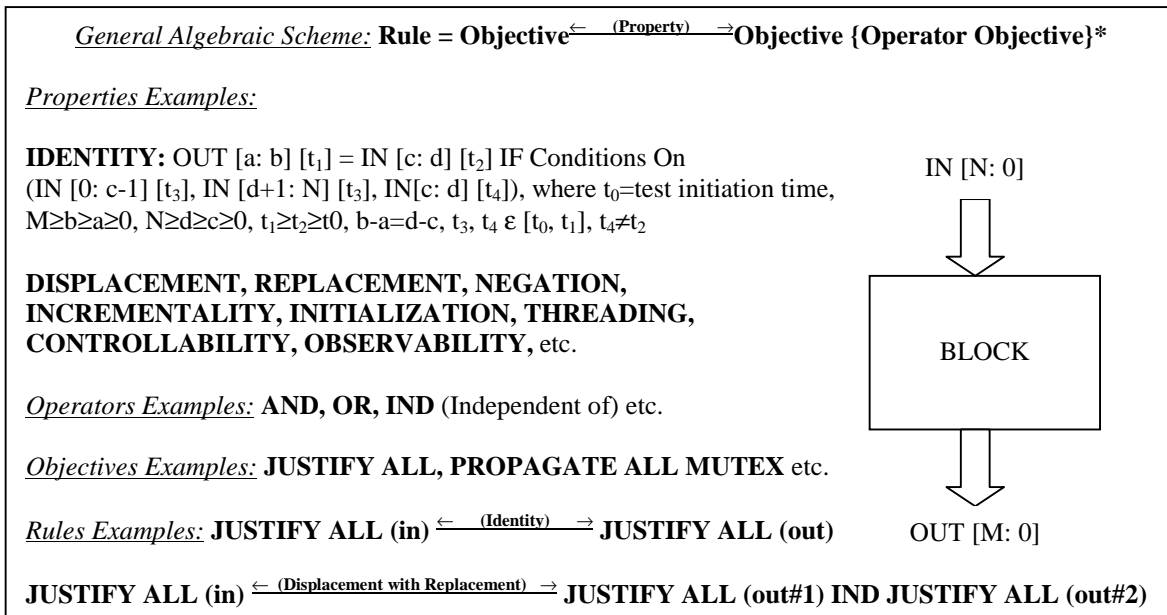 General Algebraic Scheme: Rule = Objective ← (Property) → Objective {Operator Objective}*
Properties Examples:
IDENTITY: OUT [a: b] [t₁] = IN [c: d] [t₂] IF Conditions On
(IN [0: c-1] [t₃], IN [d+1: N] [t₃], IN[c: d] [t₄]), where t₀=test initiation time,
M≥b≥a≥0, N≥d≥c≥0, t₁≥t₂≥t0, b-a=d-c, t₃, t₄ ε [t₀, t₁], t₄≠t₂
DISPLACEMENT, REPLACEMENT, NEGATION,
INCREMENTALITY, INITIALIZATION, THREADING,
CONTROLLABILITY, OBSERVABILITY, etc.
Operators Examples: AND, OR, IND (Independent of) etc.
Objectives Examples: JUSTIFY ALL, PROPAGATE ALL MUTEX etc.
Rules Examples: JUSTIFY ALL (in) ← (Identity) → JUSTIFY ALL (out)
JUSTIFY ALL (in) ← (Displacement with Replacement) → JUSTIFY ALL (out#1) IND JUSTIFY ALL (out#2)
IN [N: 0]
BLOCK
OUT [M: 0]